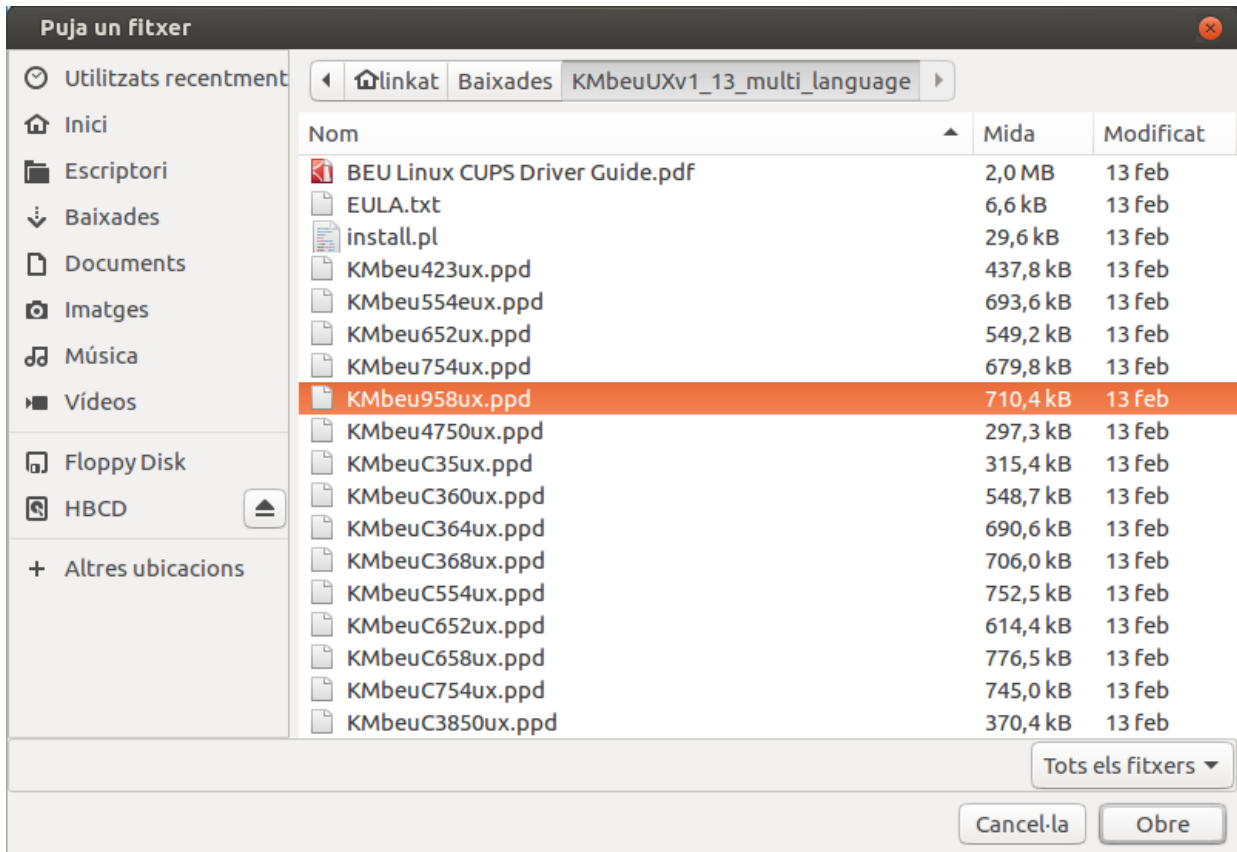 Puja un fitxer
Utilitzats recentment
Inici
Escriptori
Baixades
Documents
Imatges
Música
Vídeos
Floppy Disk
HBCD
+ Altres ubicacions
linkat Baixades KMbeuUXv1_13_multi_language
Nom Mida Modificat
BEU Linux CUPS Driver Guide.pdf 2,0 MB 13 feb
EULA.txt 6,6 kB 13 feb
install.pl 29,6 kB 13 feb
KMbeu423ux.ppd 437,8 kB 13 feb
KMbeu554eux.ppd 693,6 kB 13 feb
KMbeu652ux.ppd 549,2 kB 13 feb
KMbeu754ux.ppd 679,8 kB 13 feb
KMbeu958ux.ppd 710,4 kB 13 feb
KMbeu4750ux.ppd 297,3 kB 13 feb
KMbeuC35ux.ppd 315,4 kB 13 feb
KMbeuC360ux.ppd 548,7 kB 13 feb
KMbeuC364ux.ppd 690,6 kB 13 feb
KMbeuC368ux.ppd 706,0 kB 13 feb
KMbeuC554ux.ppd 752,5 kB 13 feb
KMbeuC652ux.ppd 614,4 kB 13 feb
KMbeuC658ux.ppd 776,5 kB 13 feb
KMbeuC754ux.ppd 745,0 kB 13 feb
KMbeuC3850ux.ppd 370,4 kB 13 feb
Tots els fitxers
Cancel·la Obre